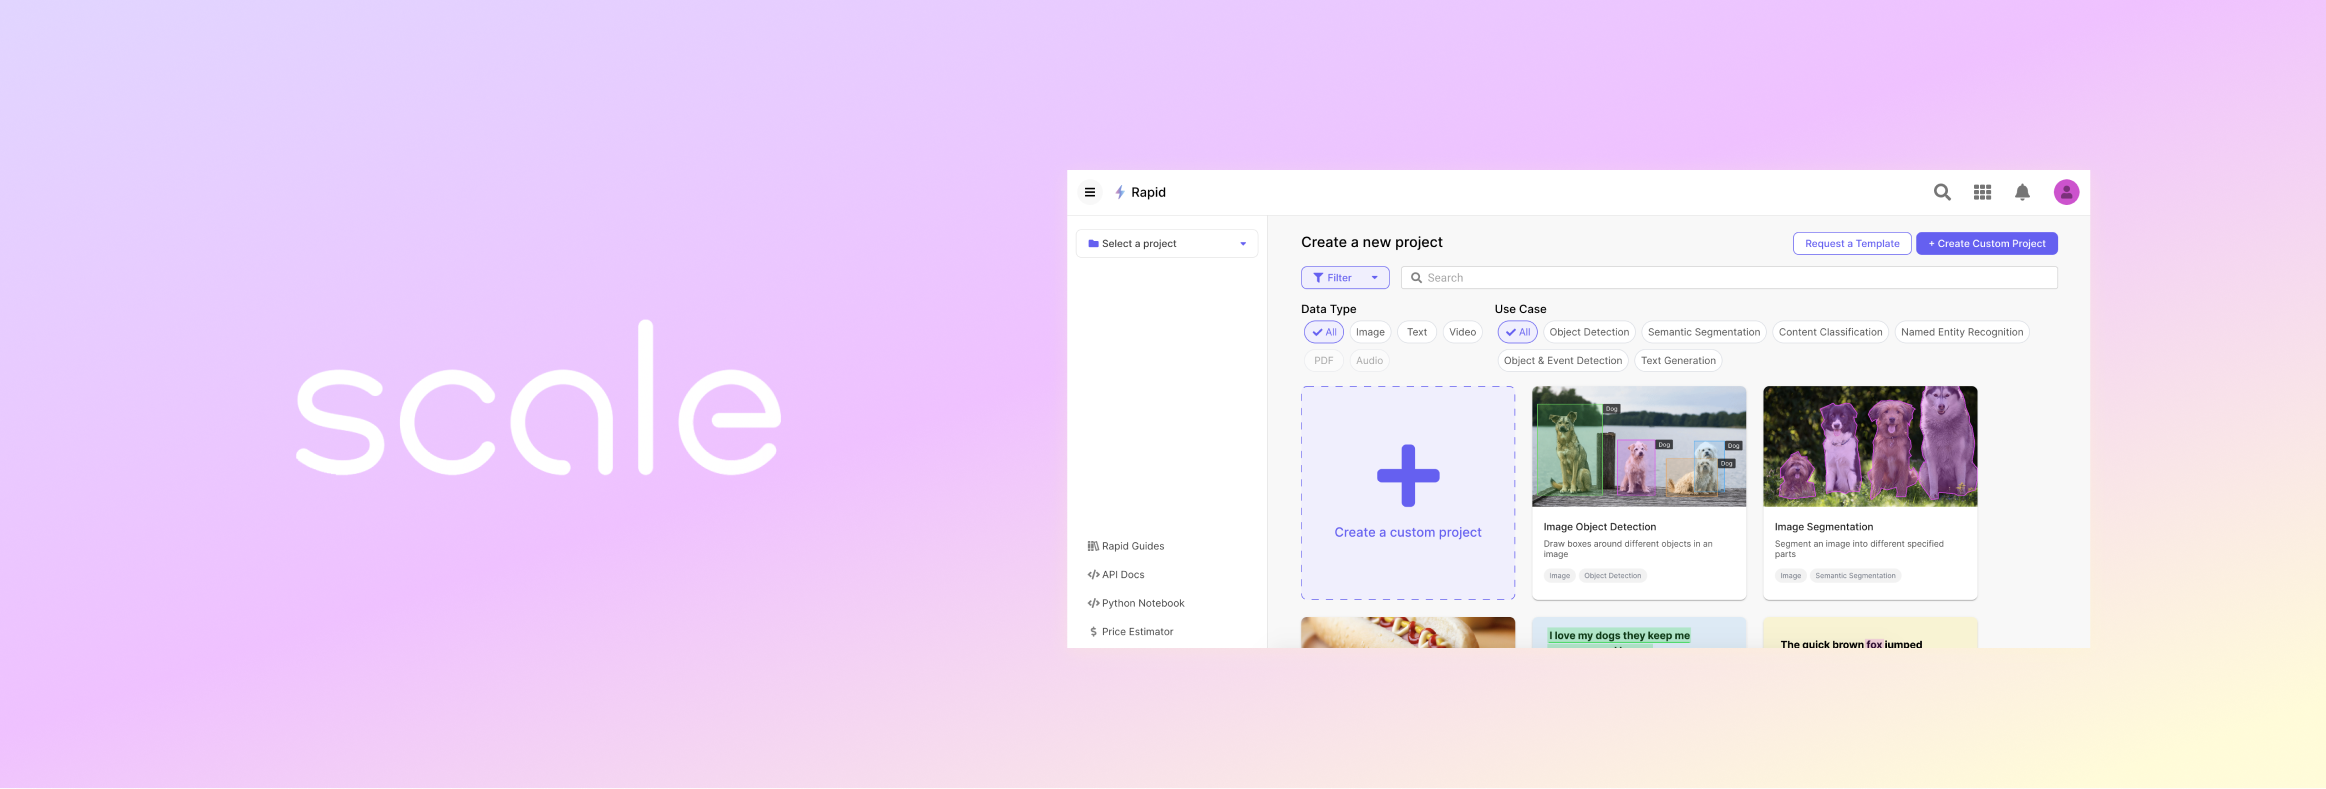 scale
Rapid
Select a project
Rapid Guides
API Docs
Python Notebook
Price Estimator
Create a new project
Request a Template
+ Create Custom Project
Filter
Search
Data Type
All
Image
Text
Video
PDF
Audio
Use Case
All
Object Detection
Semantic Segmentation
Content Classification
Named Entity Recognition
Object & Event Detection
Text Generation
Create a custom project
Dog
Dog
Dog
Dog
Image Object Detection
Draw boxes around different objects in an
image
Image
Object Detection
Image Segmentation
Segment an image into different specified
parts
Image
Semantic Segmentation
I love my dogs they keep me
The quick brown fox jumped